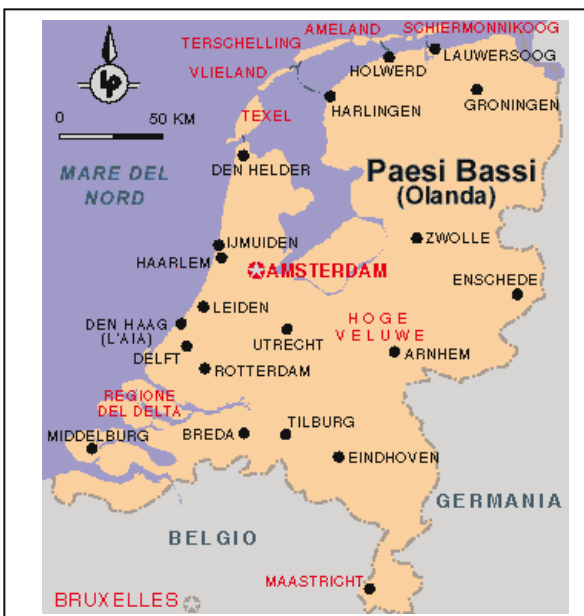 SCHIERMONNIKOOG
AMELAND
TERSCHELLING
LAUWERSOOG
HOLWERD
VLIELAND
LP
GRONINGEN
HARLINGEN
0 50 KM
TEXEL
MARE DEL
NORD
DEN HELDER
Paesi Bassi
(Olanda)
IJMUIDEN
ZWOLLE
HAARLEM
AMSTERDAM
ENSCHEDE
LEIDEN
HOGE
VELUWE
DEN HAAG
(L'AIA)
UTRECHT
ARNHEM
DELFT
ROTTERDAM
REGIONE
DEL DELTA
MIDDELBURG
BREDA
TILBURG
EINDHOVEN
GERMANIA
BELGIO
MAASTRICHT
BRUXELLES